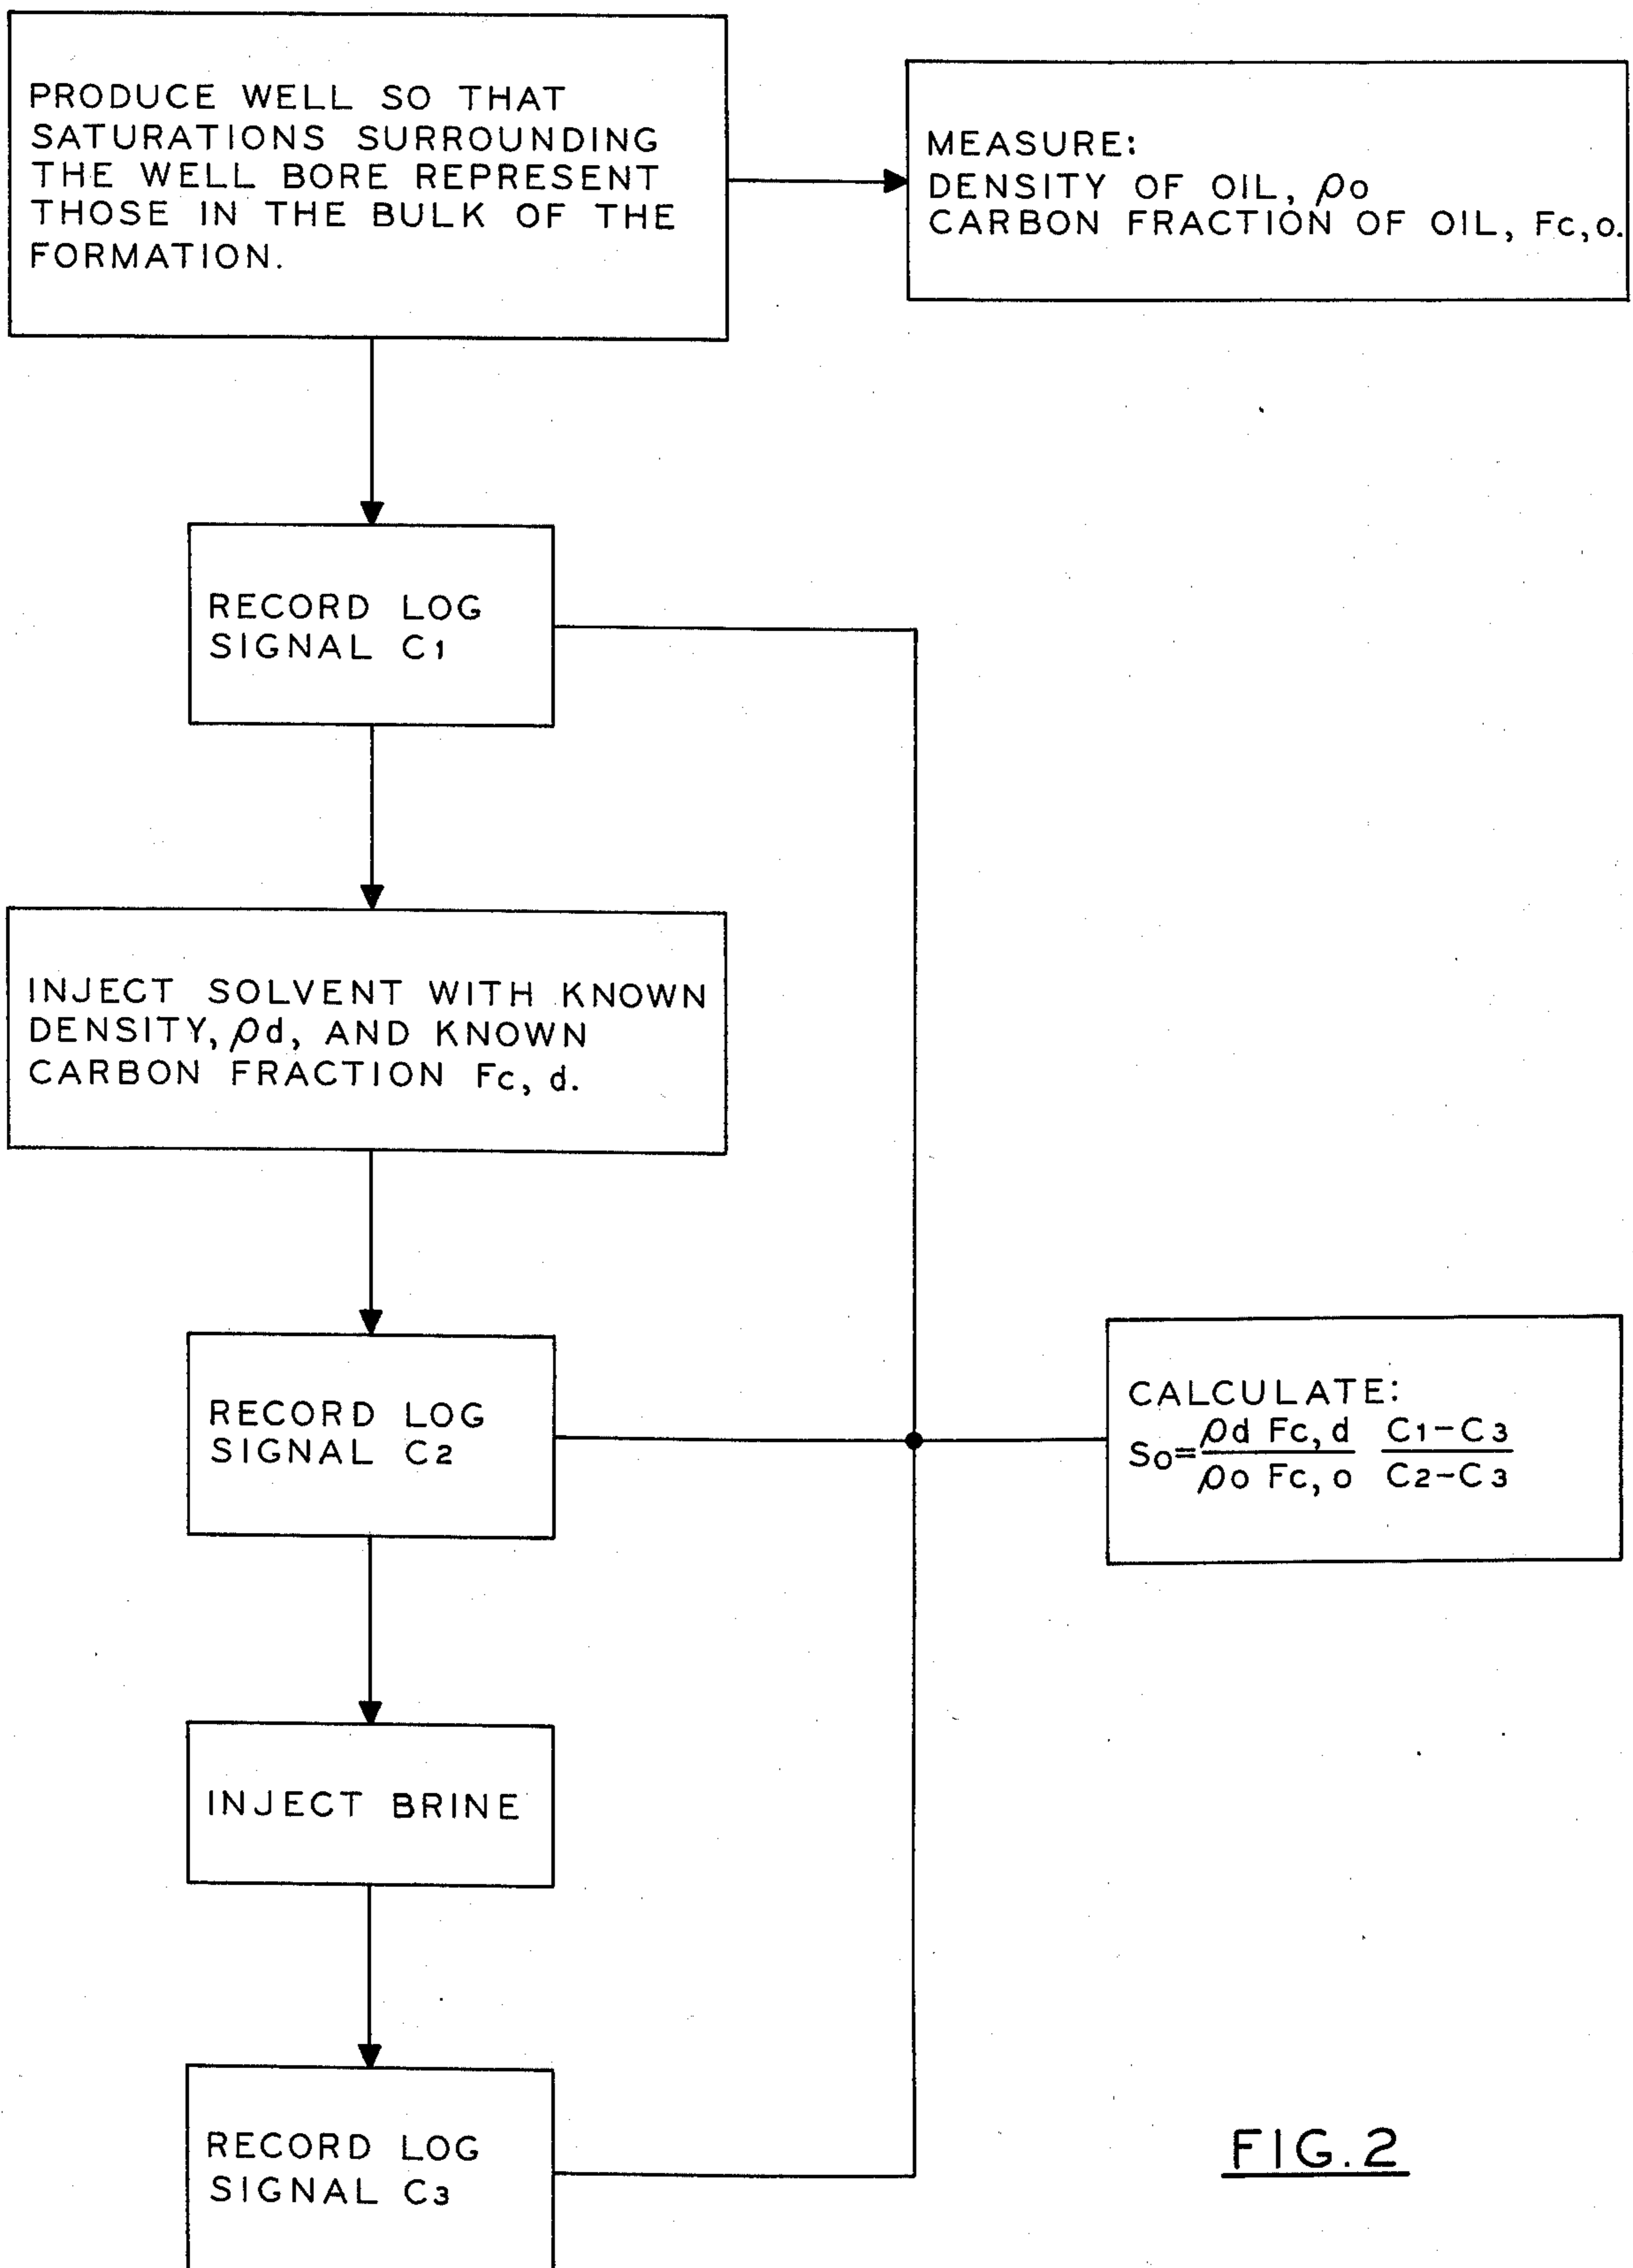 PRODUCE WELL SO THAT
SATURATIONS SURROUNDING
THE WELL BORE REPRESENT
THOSE IN THE BULK OF THE
FORMATION.
MEASURE:
DENSITY OF OIL, ρo
CARBON FRACTION OF OIL, Fc,o.
RECORD LOG
SIGNAL C1
INJECT SOLVENT WITH KNOWN
DENSITY, ρd, AND KNOWN
CARBON FRACTION Fc, d.
RECORD LOG
SIGNAL C2
CALCULATE:
So= ρd Fc, d / ρo Fc, o C1-C3 / C2-C3
INJECT BRINE
RECORD LOG
SIGNAL C3
FIG.2